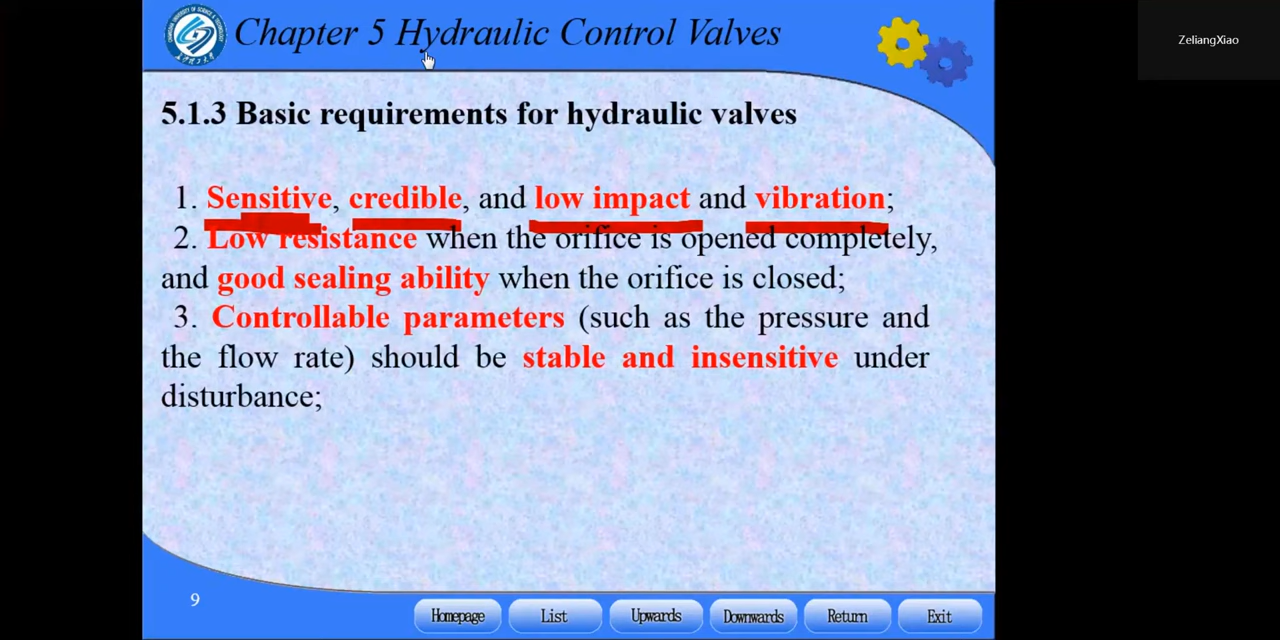 Chapter 5 Hydraulic Control Valves
ZeliangXiao
5.1.3 Basic requirements for hydraulic valves
1. Sensitive, credible, and low impact and vibration;
2. Low resistance when the orifice is opened completely,
and good sealing ability when the orifice is closed;
3. Controllable parameters (such as the pressure and
the flow rate) should be stable and insensitive under
disturbance;
9
Homepage List Upwards Downwards Return Exit